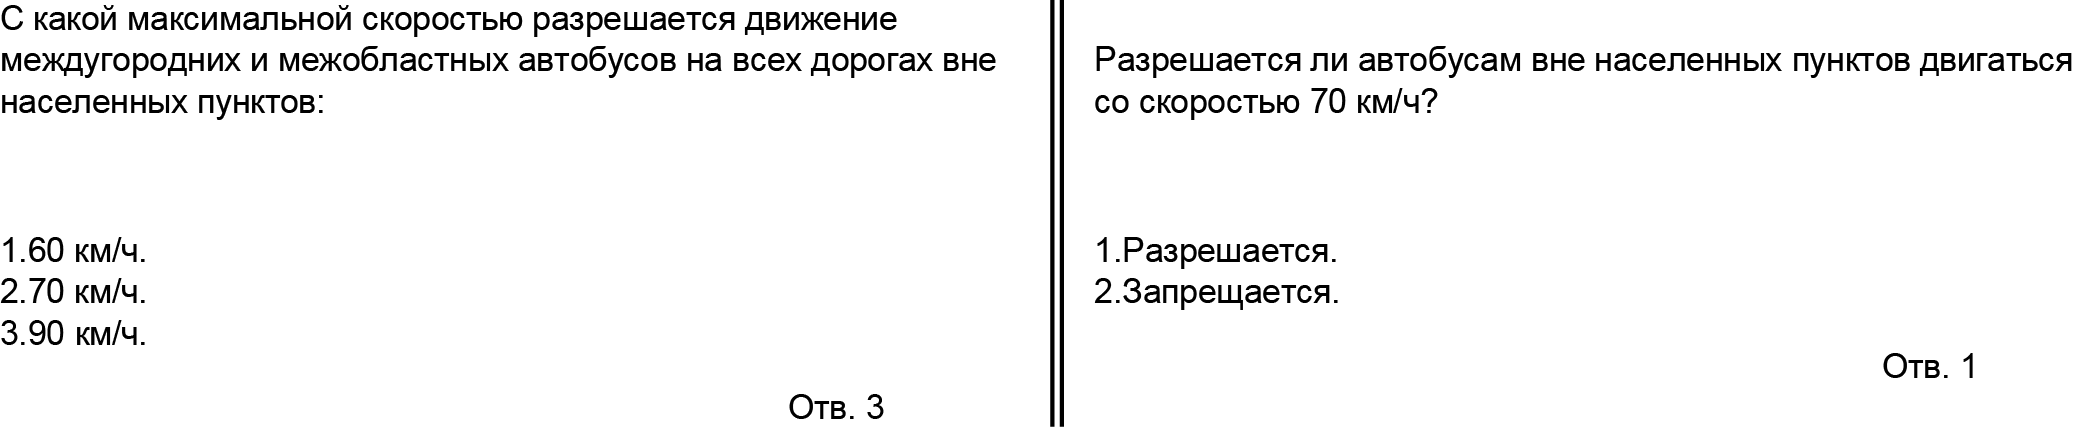 С какой максимальной скоростью разрешается движение
междугородних и межобластных автобусов на всех дорогах вне
населенных пунктов:
1.60 км/ч.
2.70 км/ч.
3.90 км/ч.
Отв. 3
Разрешается ли автобусам вне населенных пунктов двигаться
со скоростью 70 км/ч?
1.Разрешается.
2.Запрещается.
Отв. 1